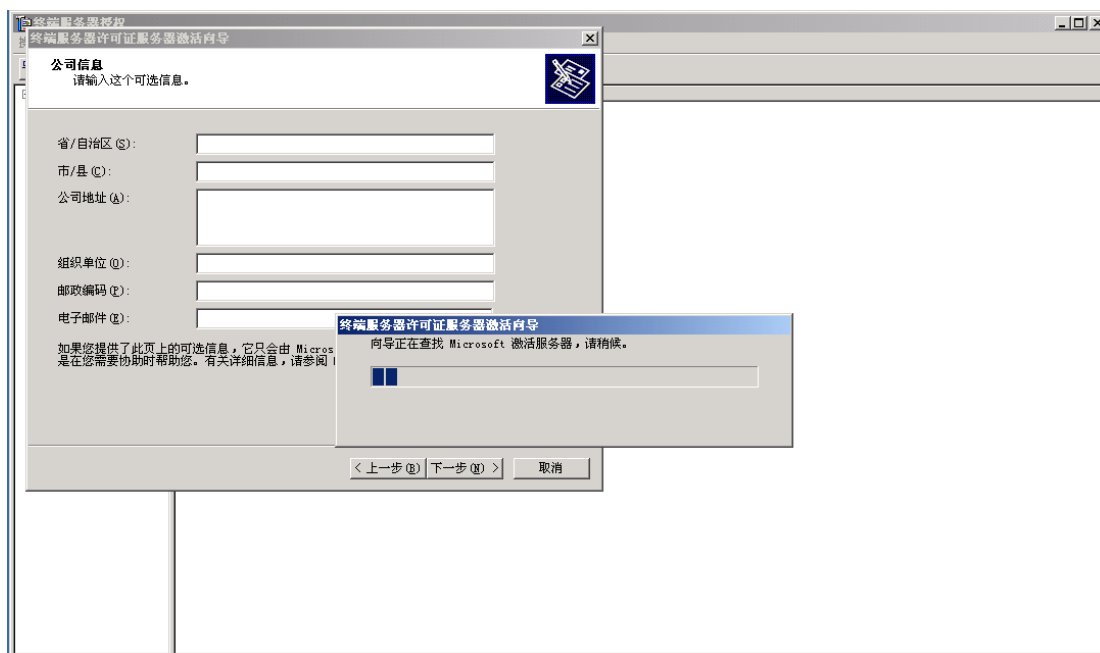 终端服务器授权
终端服务器许可证服务器激活向导
公司信息
请输入这个可选信息。
省/自治区(S):
市/县(C):
公司地址(A):
组织单位(O):
邮政编码(P):
电子邮件(E):
如果您提供了此页上的可选信息，它只会由 Micros
是在您需要协助时帮助您。有关详细信息，请参阅
终端服务器许可证服务器激活向导
向导正在查找 Microsoft 激活服务器，请稍候。
< 上一步(B) 下一步(N) > 取消